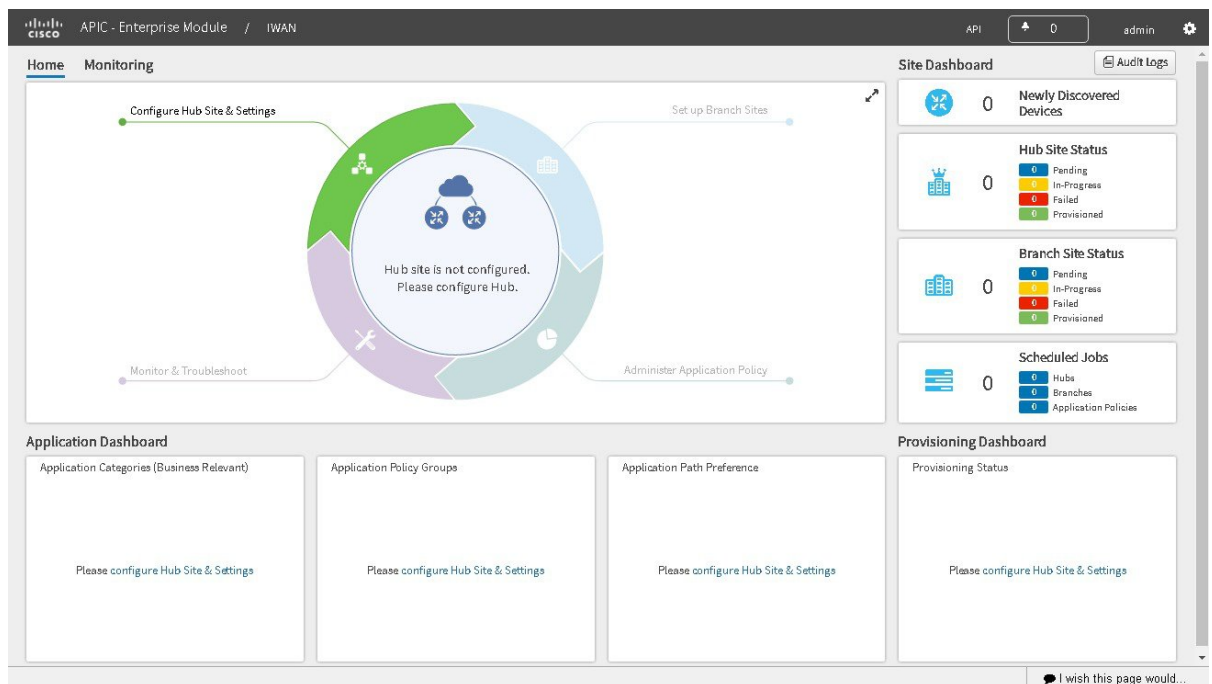 CISCO APIC - Enterprise Module / IWAN API 0 admin
Home Monitoring
Site Dashboard Audit Logs
Configure Hub Site & Settings
Set up Branch Sites
Hub site is not configured.
Please configure Hub.
Monitor & Troubleshoot
Administer Application Policy
0 Newly Discovered
Devices
Hub Site Status
0
0 Pending
0 In-Progress
0 Failed
0 Provisioned
Branch Site Status
0
0 Pending
0 In-Progress
0 Failed
0 Provisioned
Scheduled Jobs
0
0 Hubs
0 Branches
0 Application Policies
Application Dashboard
Application Categories (Business Relevant)
Please configure Hub Site & Settings
Application Policy Groups
Please configure Hub Site & Settings
Application Path Preference
Please configure Hub Site & Settings
Provisioning Dashboard
Provisioning Status
Please configure Hub Site & Settings
I wish this page would...